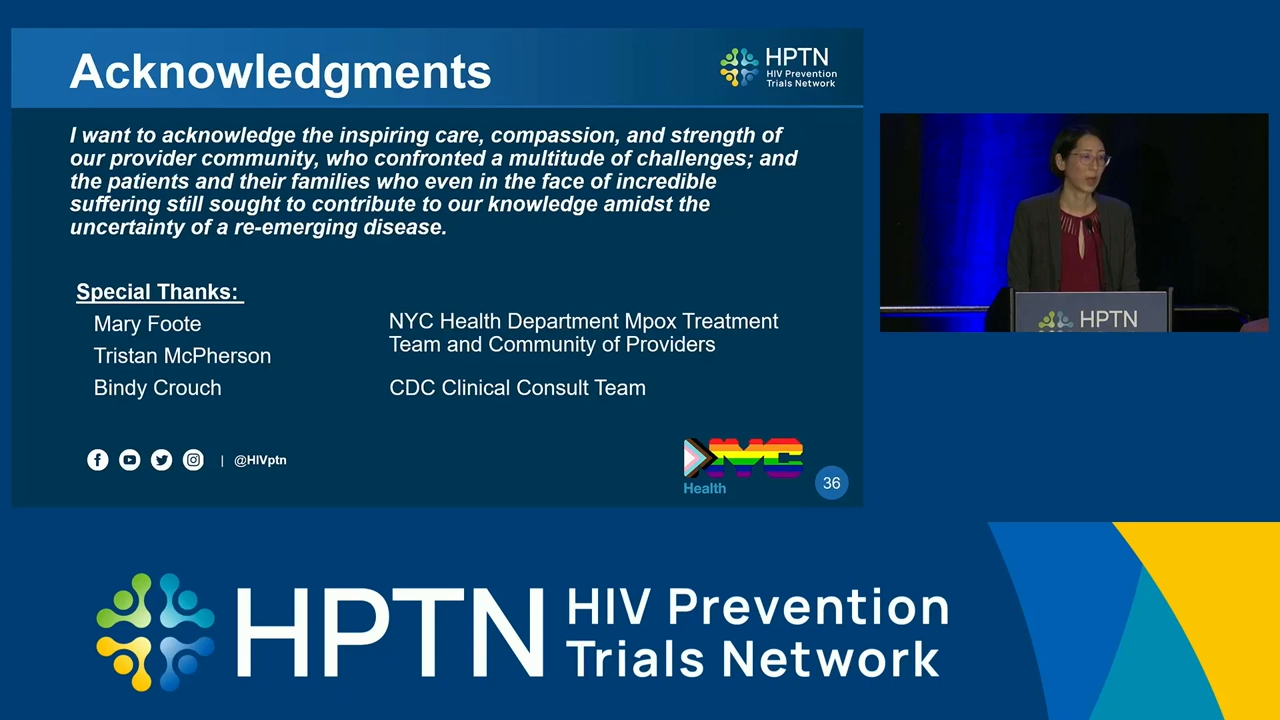 Acknowledgments
HPTN
HIV Prevention
Trials Network
I want to acknowledge the inspiring care, compassion, and strength of
our provider community, who confronted a multitude of challenges; and
the patients and their families who even in the face of incredible
suffering still sought to contribute to our knowledge amidst the
uncertainty of a re-emerging disease.
Special Thanks:
Mary Foote
Tristan McPherson
Bindy Crouch
NYC Health Department Mpox Treatment
Team and Community of Providers
CDC Clinical Consult Team
| @HIVptn
NYC
Health
36
HPTN
HPTN
HIV Prevention
Trials Network